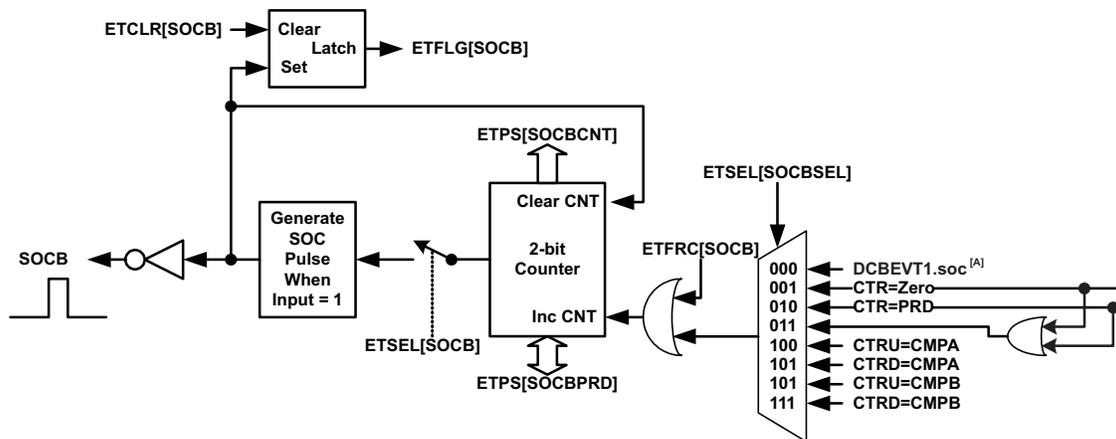 ETCLR[SOCB]
Clear
Latch
Set
ETFLG[SOCB]
ETPS[SOCBCNT]
ETSEL[SOCBSEL]
Clear CNT
2-bit
Counter
Inc CNT
ETPS[SOCBPRD]
Generate
SOC
Pulse
When
Input = 1
SOCB
ETSEL[SOCB]
ETFRC[SOCB]
000 DCBEVT1.soc [A]
001 CTR=Zero
010 CTR=PRD
011
100 CTRU=CMPA
101 CTRD=CMPA
101 CTRU=CMPB
111 CTRD=CMPB